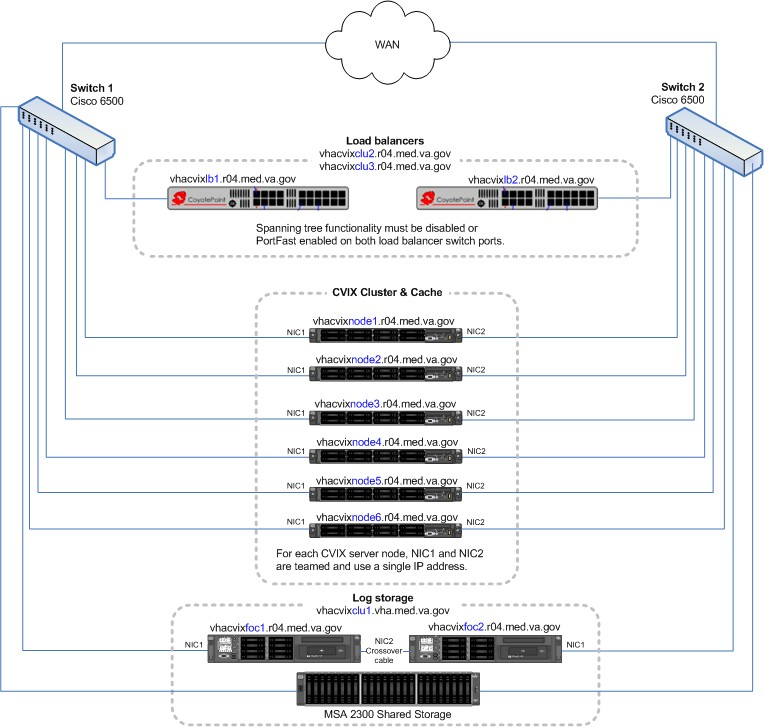 WAN
Switch 1
Cisco 6500
Switch 2
Cisco 6500
Load balancers
vhacvixclu2.r04.med.va.gov
vhacvixclu3.r04.med.va.gov
vhacvixlb1.r04.med.va.gov
vhacvixlb2.r04.med.va.gov
CoyotePoint
CoyotePoint
Spanning tree functionality must be disabled or
PortFast enabled on both load balancer switch ports.
CVIX Cluster & Cache
vhacvixnode1.r04.med.va.gov
NIC1
NIC2
vhacvixnode2.r04.med.va.gov
NIC1
NIC2
vhacvixnode3.r04.med.va.gov
NIC1
NIC2
vhacvixnode4.r04.med.va.gov
NIC1
NIC2
vhacvixnode5.r04.med.va.gov
NIC1
NIC2
vhacvixnode6.r04.med.va.gov
NIC1
NIC2
For each CVIX server node, NIC1 and NIC2
are teamed and use a single IP address.
Log storage
vhacvixclu1.vha.med.va.gov
vhacvixfoc1.r04.med.va.gov
vhacvixfoc2.r04.med.va.gov
NIC1
NIC2
Crossover
cable
NIC1
MSA 2300 Shared Storage